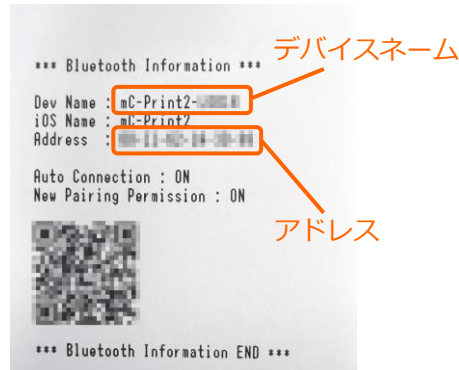 *** Bluetooth Information ***
デバイスネーム
Dev Name : mC-Print2-
iOS Name : mC-Print2
Address :
Auto Connection : ON
New Pairing Permission : ON
アドレス
*** Bluetooth Information END ***